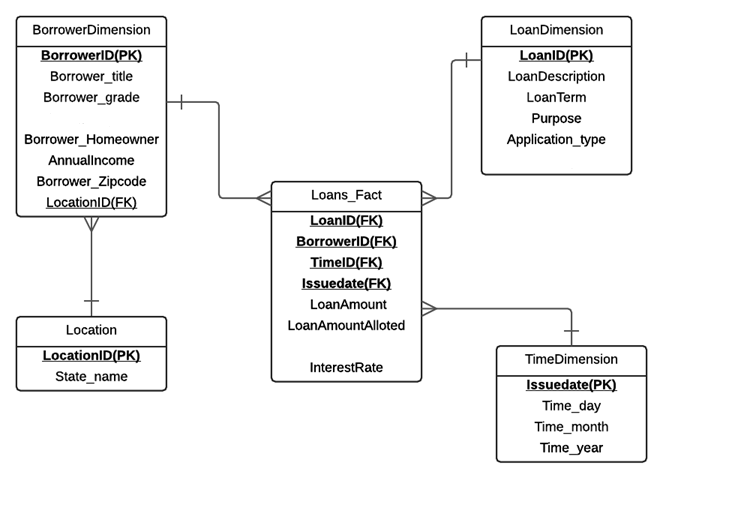 BorrowerDimension
BorrowerID(PK)
Borrower_title
Borrower_grade
Borrower_Homeowner
AnnualIncome
Borrower_Zipcode
LocationID(FK)
Location
LocationID(PK)
State_name
Loans_Fact
LoanID(FK)
BorrowerID(FK)
TimeID(FK)
Issuedate(FK)
LoanAmount
LoanAmountAlloted
InterestRate
LoanDimension
LoanID(PK)
LoanDescription
LoanTerm
Purpose
Application_type
TimeDimension
Issuedate(PK)
Time_day
Time_month
Time_year